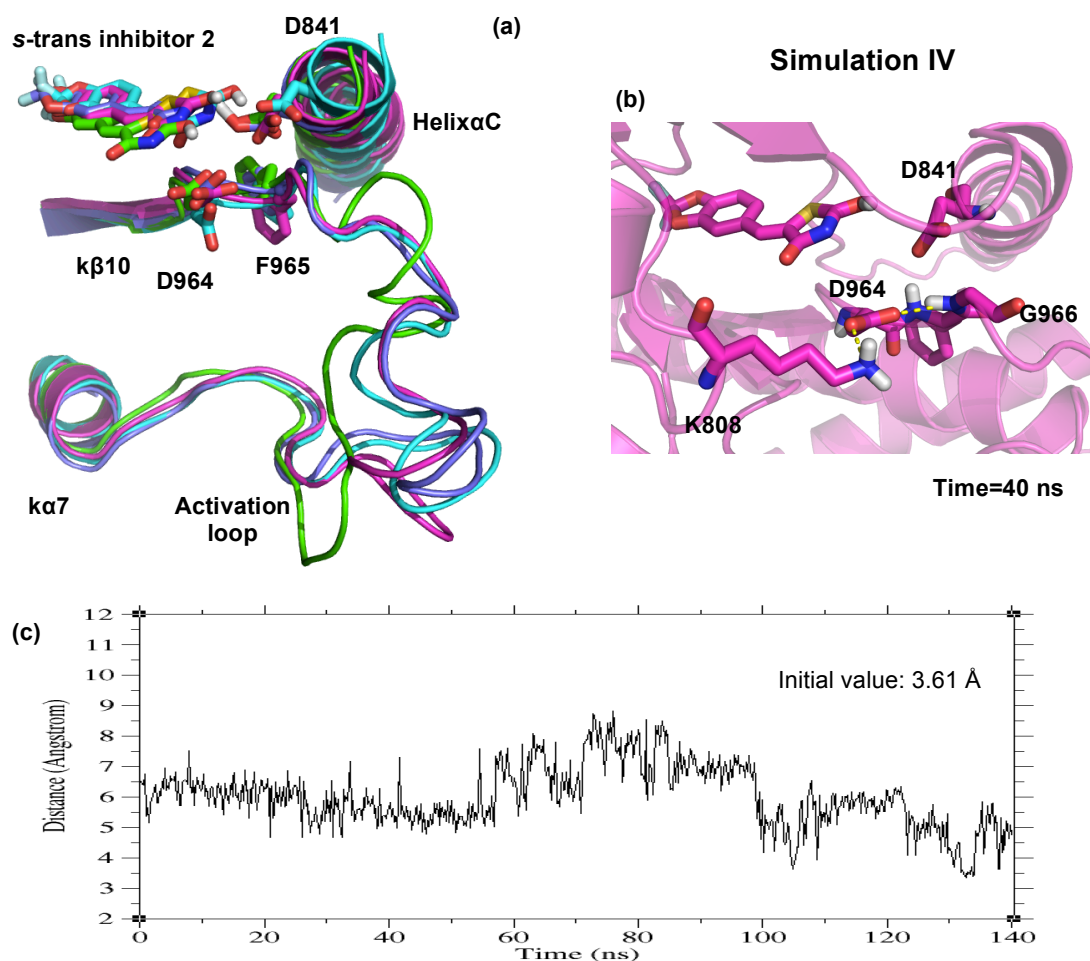 (a)
s-trans inhibitor 2
D841
HelixαC
kβ10
D964
F965
kα7
Activation
loop
Simulation IV
(b)
D841
D964
G966
K808
Time=40 ns
(c)
Initial value: 3.61 Å
Distance (Angstrom)
12
11
10
9
8
7
6
5
4
3
2
0
20
40
60
80
100
120
140
Time (ns)